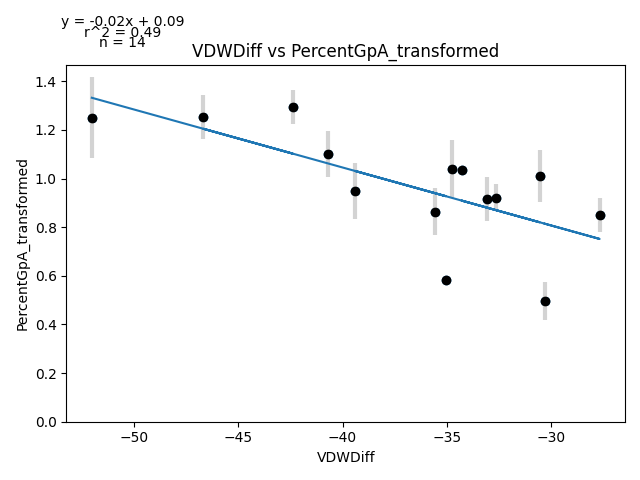 y = -0.02x + 0.09
r^2 = 0.49
n = 14
VDWDiff vs PercentGpA_transformed
PercentGpA_transformed
1.4
1.2
1.0
0.8
0.6
0.4
0.2
0.0
−50
−45
−40
−35
−30
VDWDiff